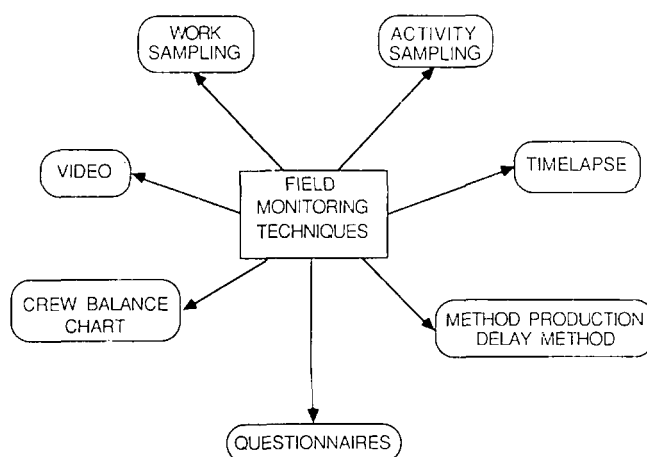 WORK
SAMPLING
ACTIVITY
SAMPLING
VIDEO
FIELD
MONITORING
TECHNIQUES
TIMELAPSE
CREW BALANCE
CHART
METHOD PRODUCTION
DELAY METHOD
QUESTIONNAIRES